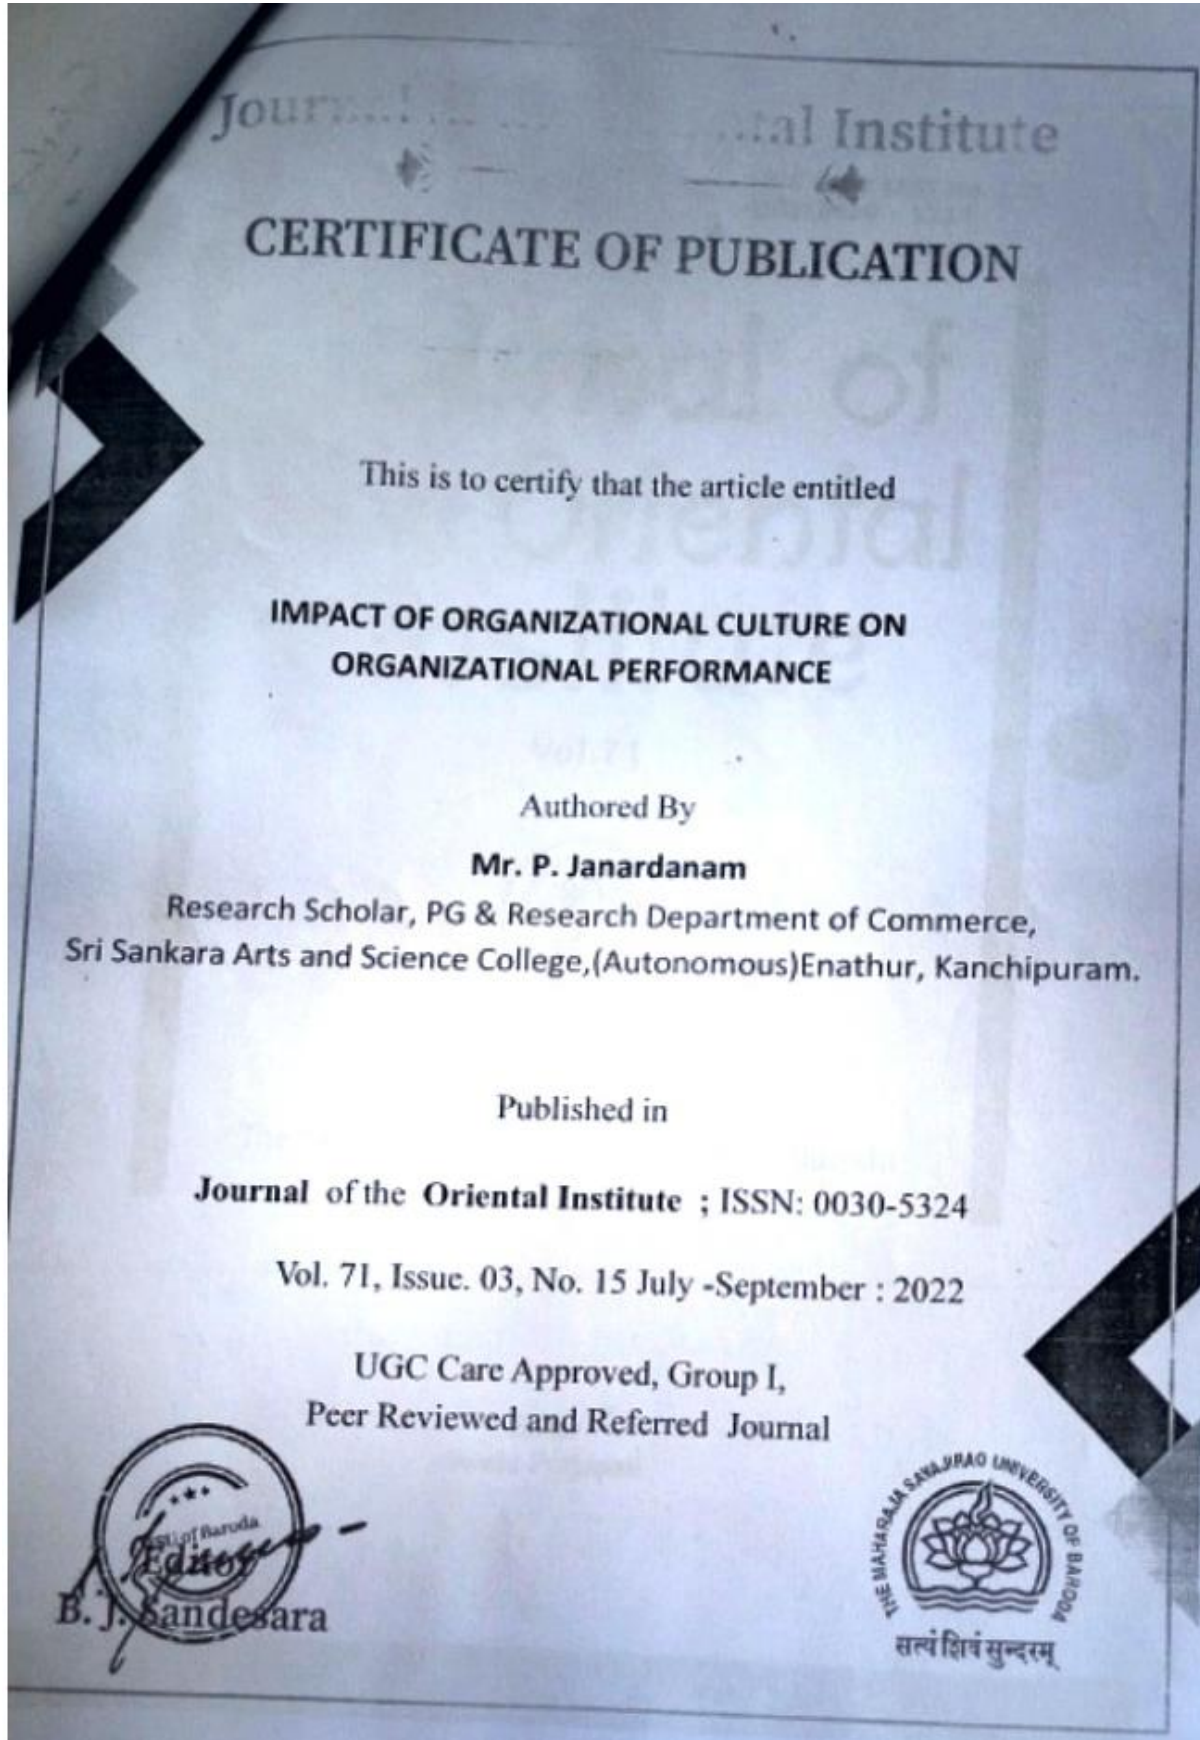 Institute
CERTIFICATE OF PUBLICATION
This is to certify that the article entitled
IMPACT OF ORGANIZATIONAL CULTURE ON
ORGANIZATIONAL PERFORMANCE
Authored By
Mr. P. Janardanam
Research Scholar, PG & Research Department of Commerce,
Sri Sankara Arts and Science College,(Autonomous)Enathur, Kanchipuram.
Published in
Journal of the Oriental Institute ; ISSN: 0030-5324
Vol. 71, Issue. 03, No. 15 July -September : 2022
UGC Care Approved, Group I,
Peer Reviewed and Referred Journal
of Baroda
Editor
B. J. Sandesara
THE MAHARAJA SAYAJIRAO UNIVERSITY OF BARODA
सत्यं शिवं सुन्दरम्